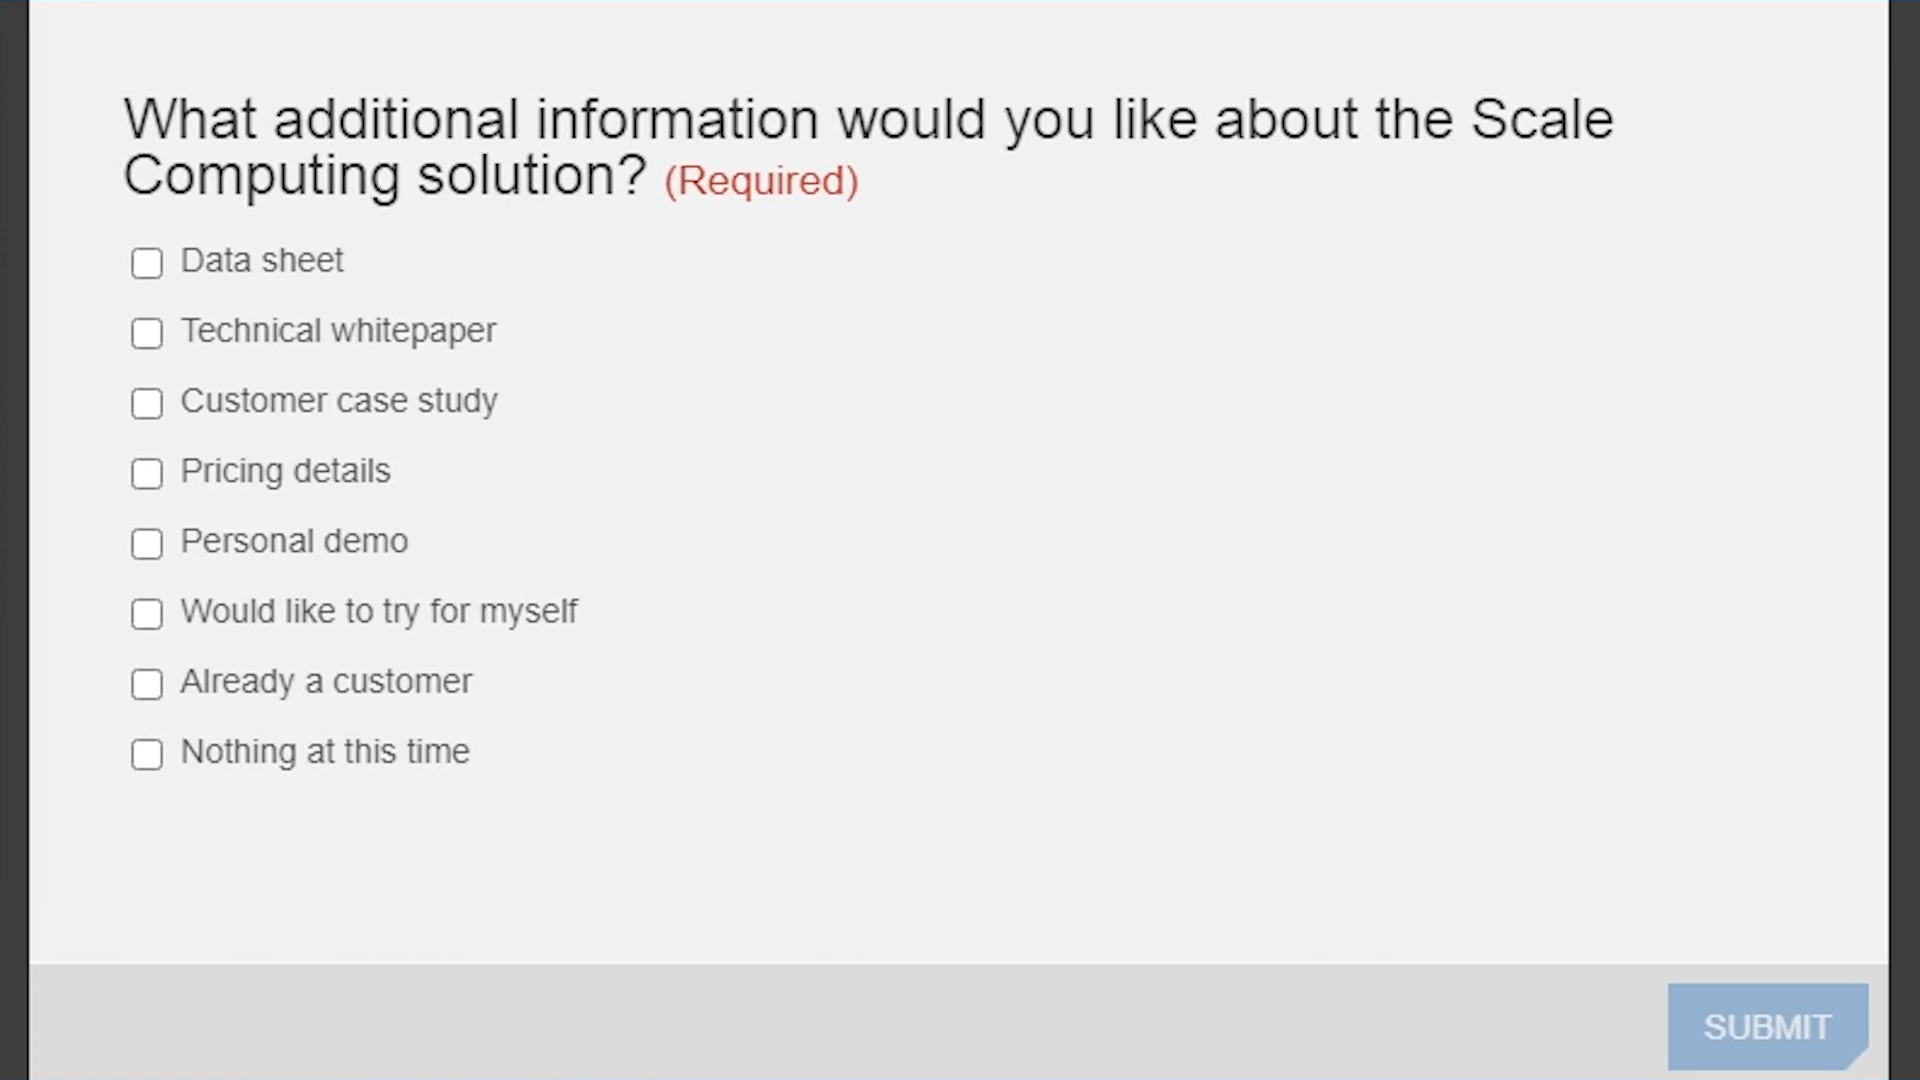 What additional information would you like about the Scale
Computing solution? (Required)
Data sheet
Technical whitepaper
Customer case study
Pricing details
Personal demo
Would like to try for myself
Already a customer
Nothing at this time
SUBMIT